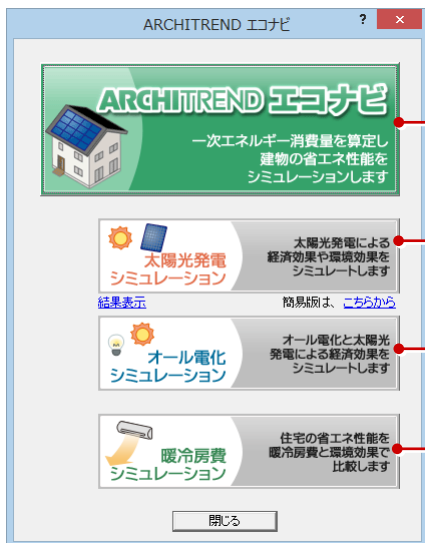 ARCHITREND エコナビ
?
×
ARCHITREND エコナビ
一次エネルギー消費量を算定し
建物の省エネ性能を
シミュレーションします
太陽光発電
シミュレーション
太陽光発電による
経済効果や環境効果を
シミュレートします
結果表示
簡易版は、こちらから
オール電化
シミュレーション
オール電化と太陽光
発電による経済効果を
シミュレートします
暖冷房費
シミュレーション
住宅の省エネ性能を
暖冷房費と環境効果で
比較します
閉じる